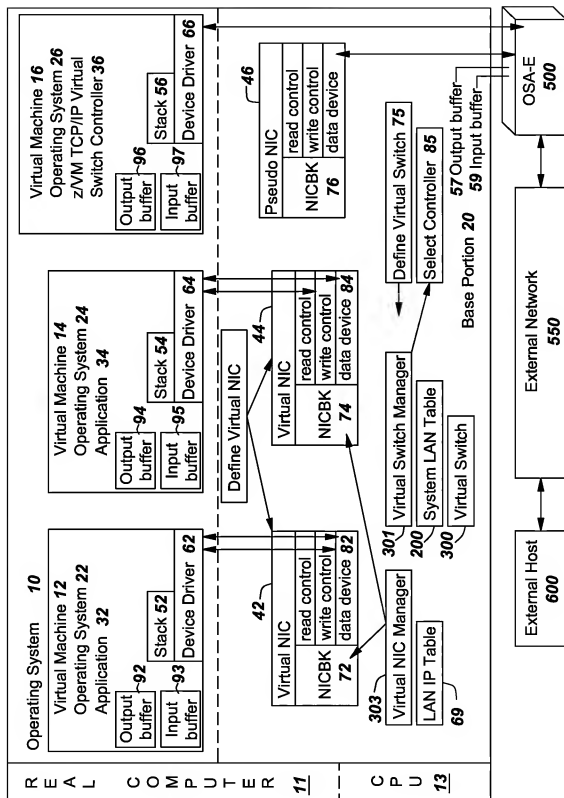 Operating System 10
Virtual Machine 12
Operating System 22
Application 32
Output buffer 92
Input buffer 93
Stack 52
Device Driver 62
Virtual Machine 14
Operating System 24
Application 34
Output buffer 94
Input buffer 95
Stack 54
Device Driver 64
Virtual Machine 16
Operating System 26
z/VM TCP/IP Virtual
Switch Controller 36
Output buffer 96
Input buffer 97
Stack 56
Device Driver 66
REAL COMPUTER 11
Define Virtual NIC
42
Virtual NIC
NICBK 72
read control
write control
data device 82
44
Virtual NIC
NICBK 74
read control
write control
data device 84
46
Pseudo NIC
NICBK 76
read control
write control
data device
CPU 13
303
Virtual NIC Manager
LAN IP Table
69
301
Virtual Switch Manager
200
System LAN Table
300
Virtual Switch
Define Virtual Switch 75
Select Controller 85
Base Portion 20
57 Output buffer
59 Input buffer
External Host
600
External Network
550
OSA-E
500